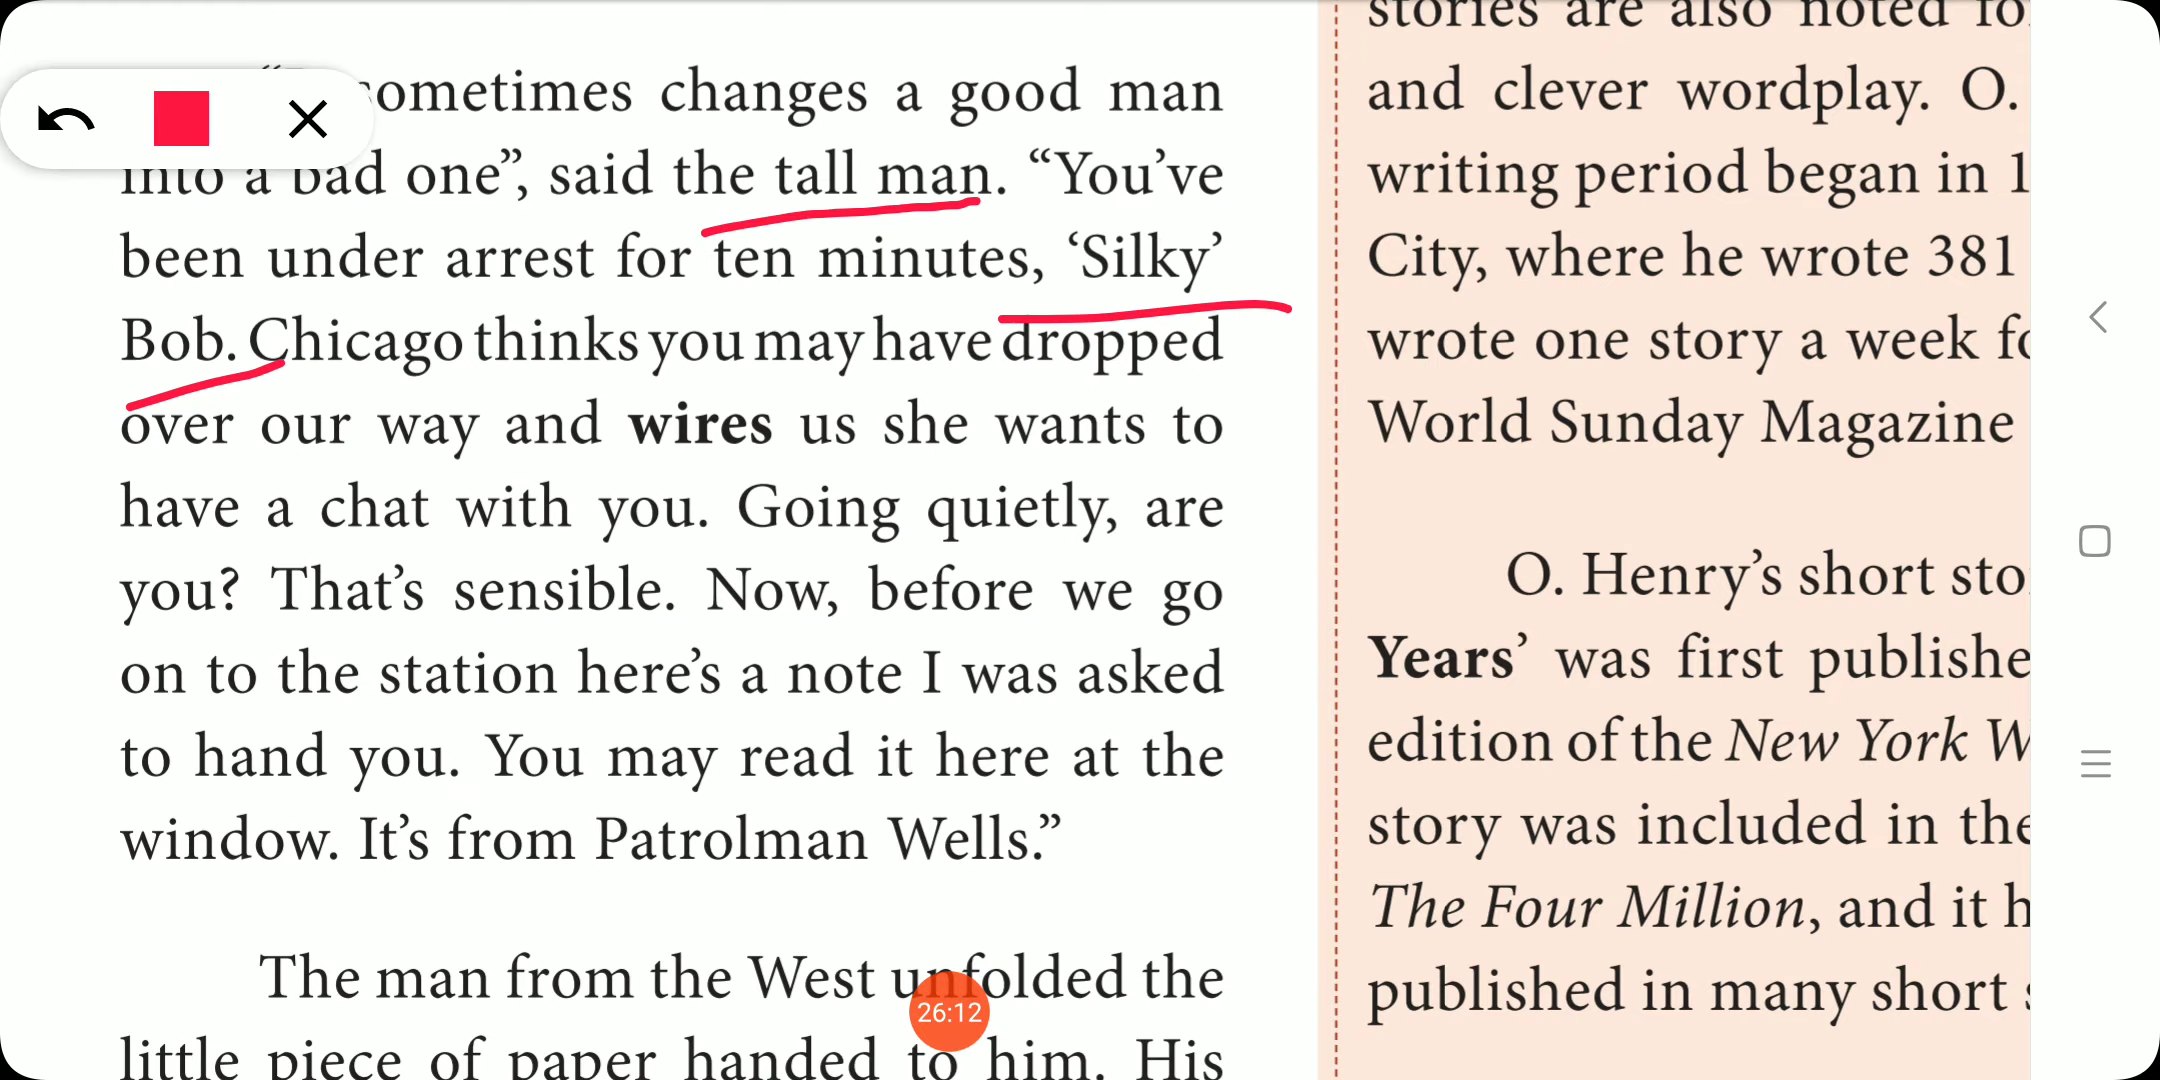 sometimes changes a good man
into a bad one”, said the tall man. “You’ve
been under arrest for ten minutes, ‘Silky’
Bob. Chicago thinks you may have dropped
over our way and wires us she wants to
have a chat with you. Going quietly, are
you? That’s sensible. Now, before we go
on to the station here’s a note I was asked
to hand you. You may read it here at the
window. It’s from Patrolman Wells.”
The man from the West unfolded the
little piece of paper handed to him. His
26:12
stories are also noted
and clever wordplay. O.
writing period began in
City, where he wrote 381
wrote one story a week
World Sunday Magazine
O. Henry’s short
Years’ was first
edition of the New York
story was included in the
The Four Million, and it
published in many short